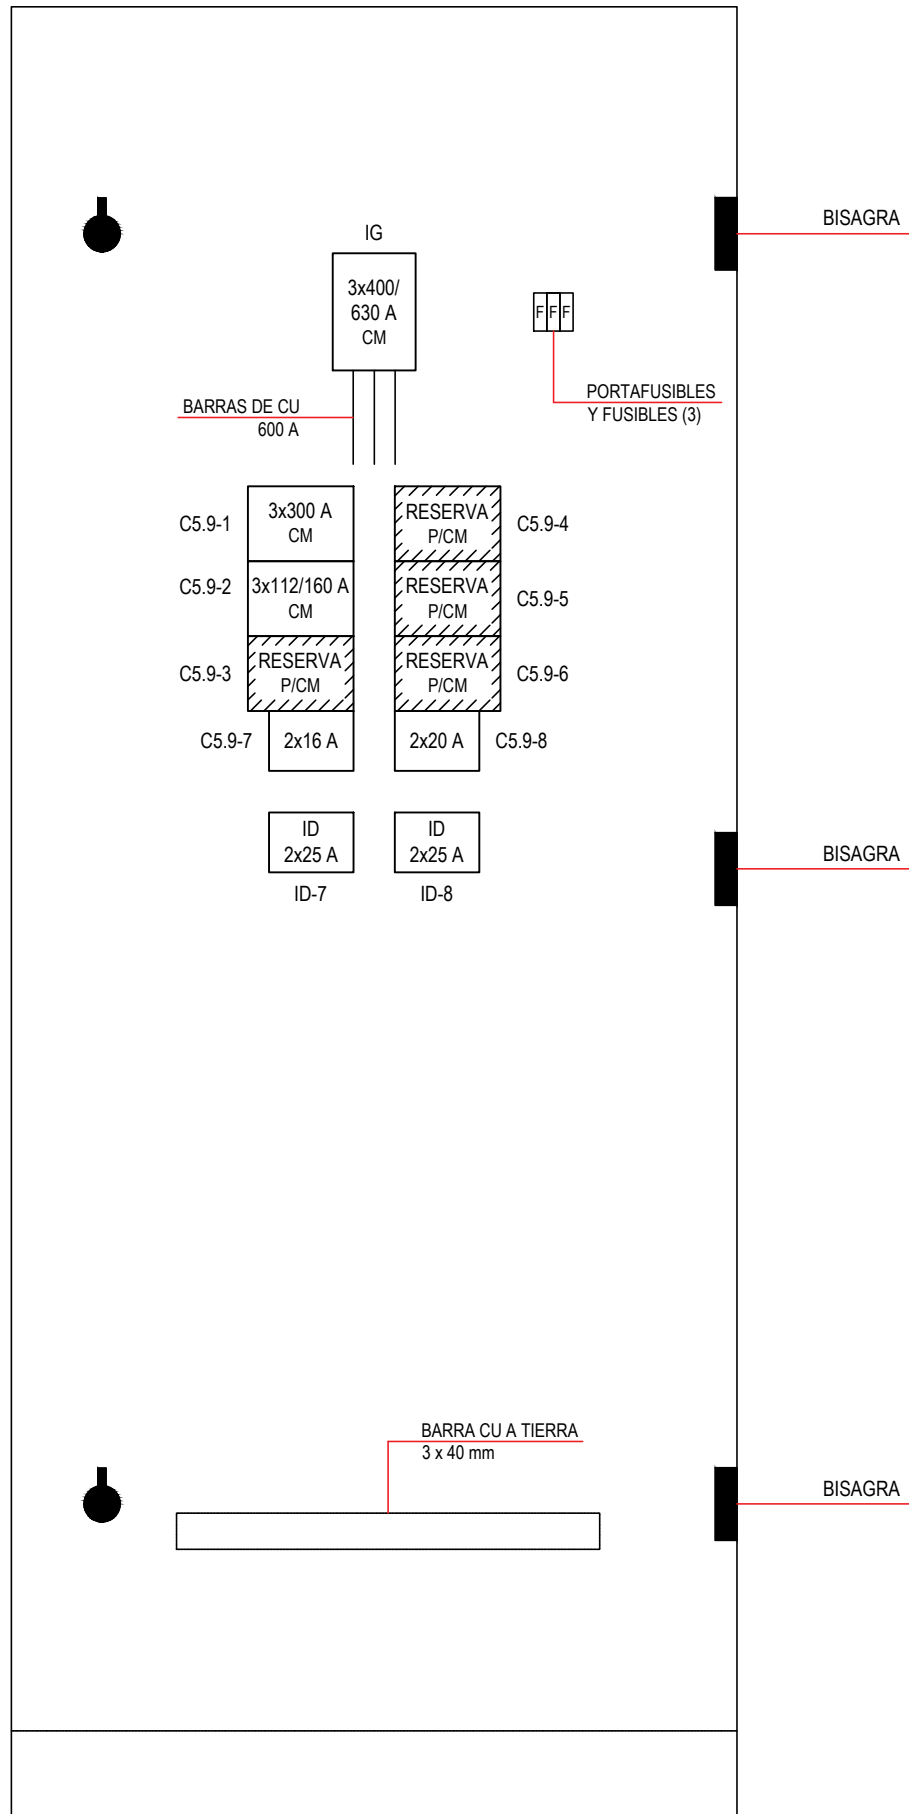 BISAGRA
IG
3x400/
630 A
CM
F F F
PORTAFUSIBLES
Y FUSIBLES (3)
BARRAS DE CU
600 A
C5.9-1
3x300 A
CM
RESERVA
P/CM
C5.9-4
C5.9-2
3x112/160 A
CM
RESERVA
P/CM
C5.9-5
C5.9-3
RESERVA
P/CM
RESERVA
P/CM
C5.9-6
C5.9-7
2x16 A
2x20 A
C5.9-8
ID
2x25 A
ID-7
ID
2x25 A
ID-8
BISAGRA
BARRA CU A TIERRA
3 x 40 mm
BISAGRA